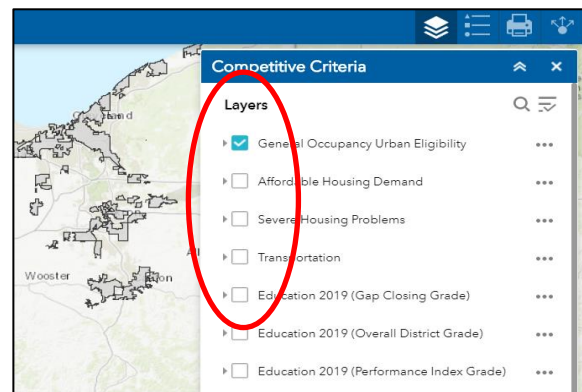 Competitive Criteria
Layers
General Occupancy Urban Eligibility
Affordable Housing Demand
Severe Housing Problems
Transportation
Wooster
Education 2019 (Gap Closing Grade)
Education 2019 (Overall District Grade)
Education 2019 (Performance Index Grade)